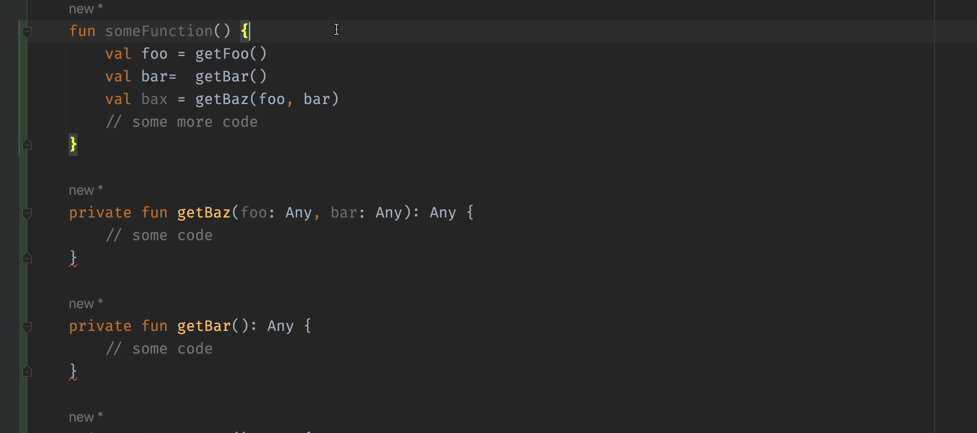 new *
fun someFunction() {
val foo = getFoo()
val bar=  getBar()
val bax = getBaz(foo, bar)
// some more code
}
new *
private fun getBaz(foo: Any, bar: Any): Any {
// some code
}
new *
private fun getBar(): Any {
// some code
}
new *